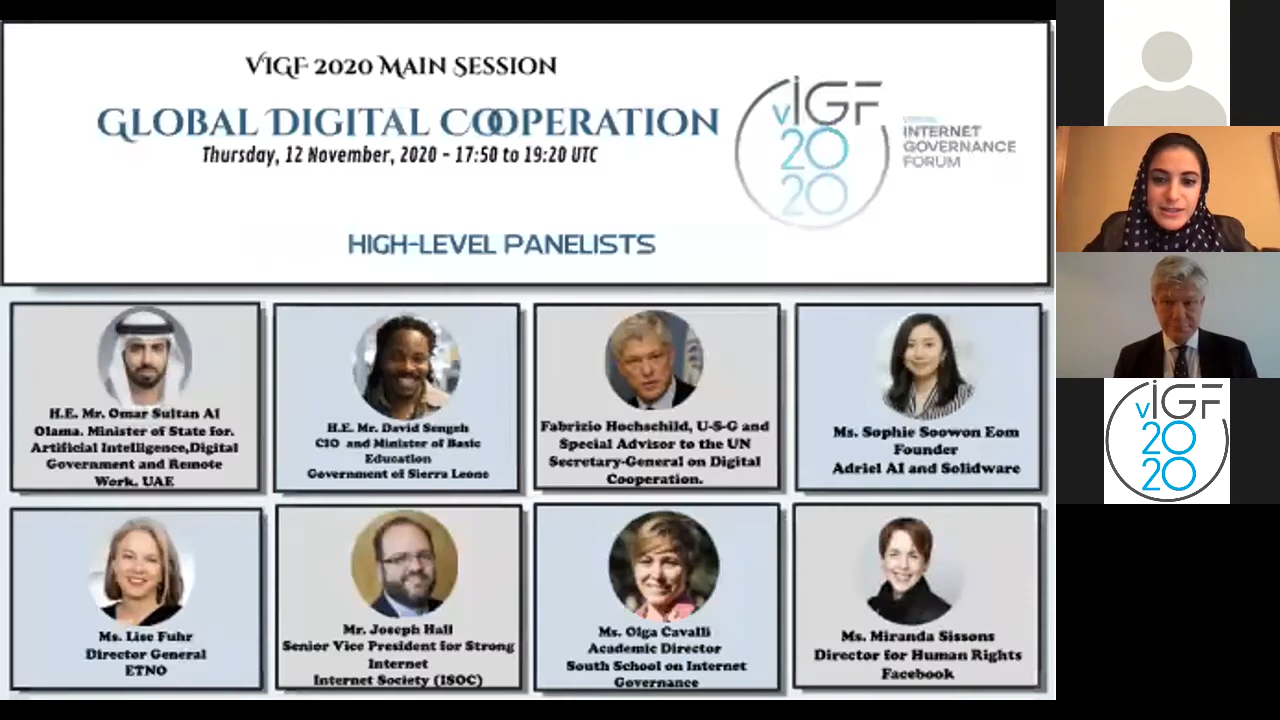 VIGF 2020 MAIN SESSION
GLOBAL DIGITAL COOPERATION
Thursday, 12 November, 2020 - 17:50 to 19:20 UTC
vIGF
2020
VIRTUAL
INTERNET
GOVERNANCE
FORUM
HIGH-LEVEL PANELISTS
H.E. Mr. Omar Sultan Al
Olama. Minister of State for.
Artificial Intelligence,Digital
Government and Remote
Work. UAE
H.E. Mr. David Sengeh
CIO and Minister of Basic
Education
Government of Sierra Leone
Fabrizio Hochschild, U-S-G and
Special Advisor to the UN
Secretary-General on Digital
Cooperation.
Ms. Sophie Soowon Eom
Founder
Adriel AI and Solidware
Ms. Lise Fuhr
Director General
ETNO
Mr. Joseph Hall
Senior Vice President for Strong
Internet
Internet Society (ISOC)
Ms. Olga Cavalli
Academic Director
South School on Internet
Governance
Ms. Miranda Sissons
Director for Human Rights
Facebook
vIGF
20
20